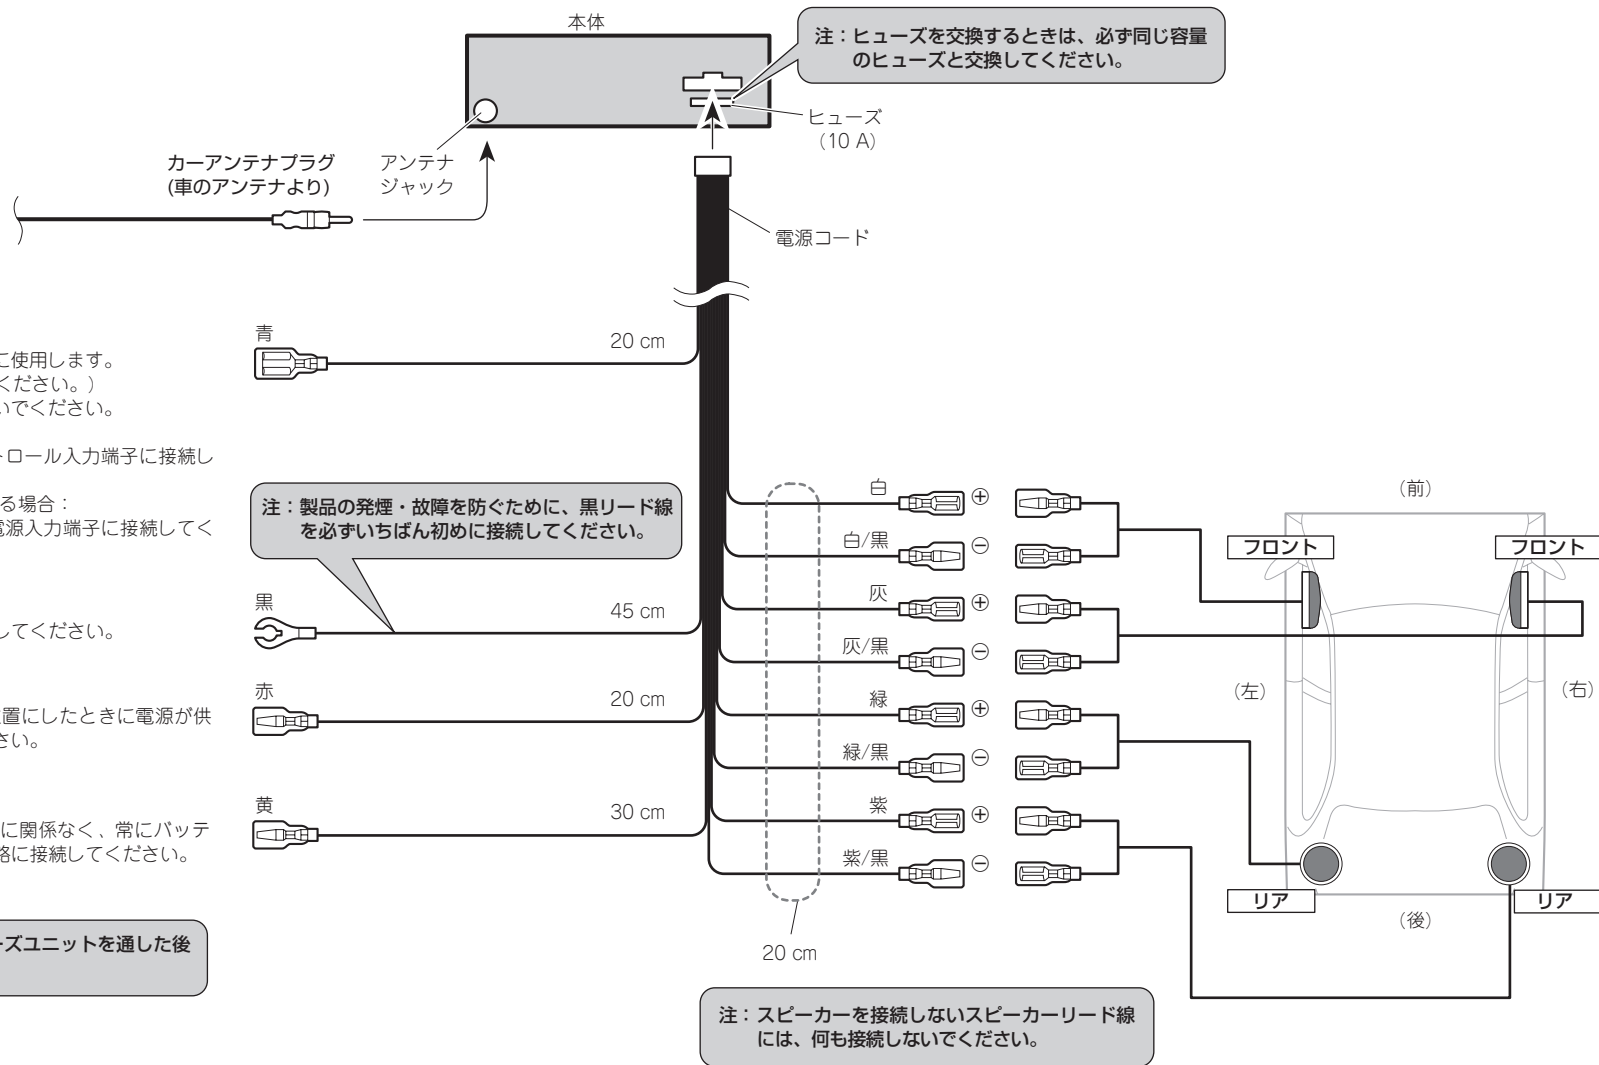 本体
注：ヒューズを交換するときは、必ず同じ容量
のヒューズと交換してください。
ヒューズ
（10 A）
カーアンテナプラグ
(車のアンテナより)
アンテナ
ジャック
電源コード
青
20 cm
に使用します。
ください。）
いでください。
トロール入力端子に接続し
る場合：
電源入力端子に接続してく
注：製品の発煙・故障を防ぐために、黒リード線
を必ずいちばん初めに接続してください。
黒
45 cm
してください。
赤
20 cm
位置にしたときに電源が供
さい。
黄
30 cm
に関係なく、常にバッテ
路に接続してください。
ーズユニットを通した後
白
⊕
白/黒
⊖
灰
⊕
灰/黒
⊖
緑
⊕
緑/黒
⊖
紫
⊕
紫/黒
⊖
20 cm
（前）
フロント
フロント
（左）
（右）
リア
リア
（後）
注：スピーカーを接続しないスピーカーリード線
には、何も接続しないでください。